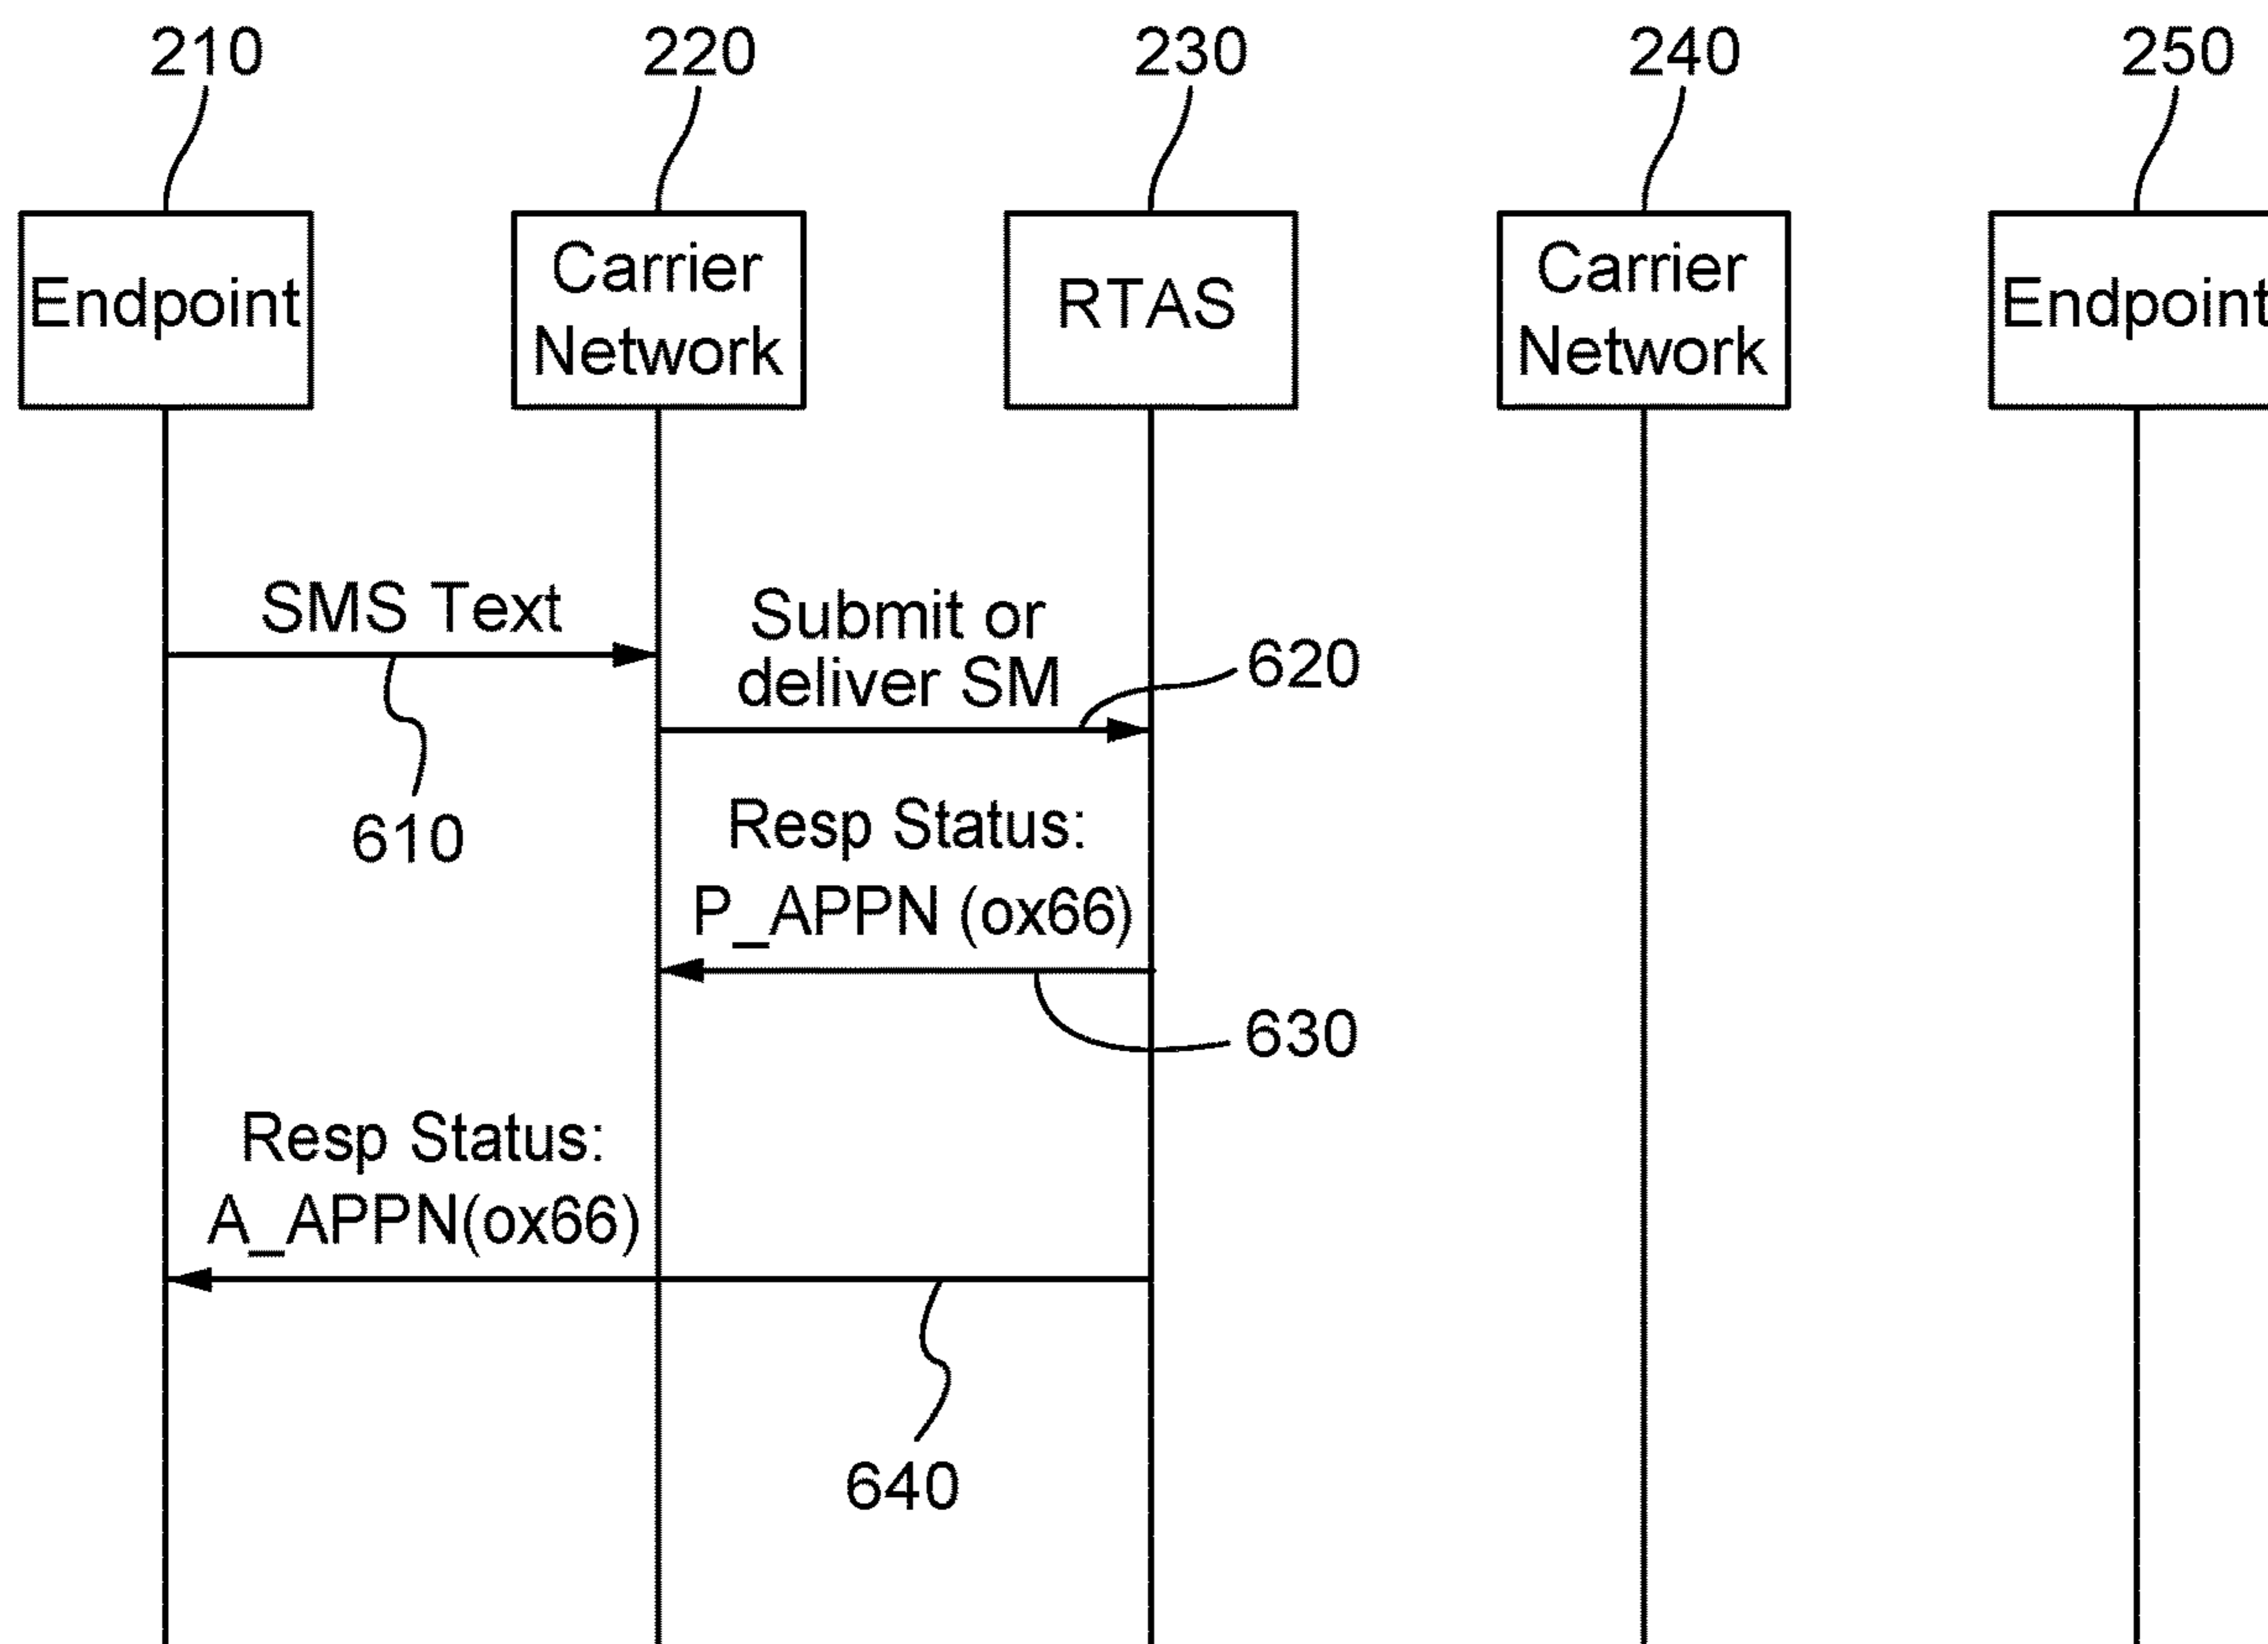 210 220 230 240 250
Endpoint
Carrier
Network
RTAS
Carrier
Network
Endpoint
SMS Text
610
Submit or
deliver SM
620
Resp Status:
P_APPN (ox66)
630
Resp Status:
A_APPN(ox66)
640